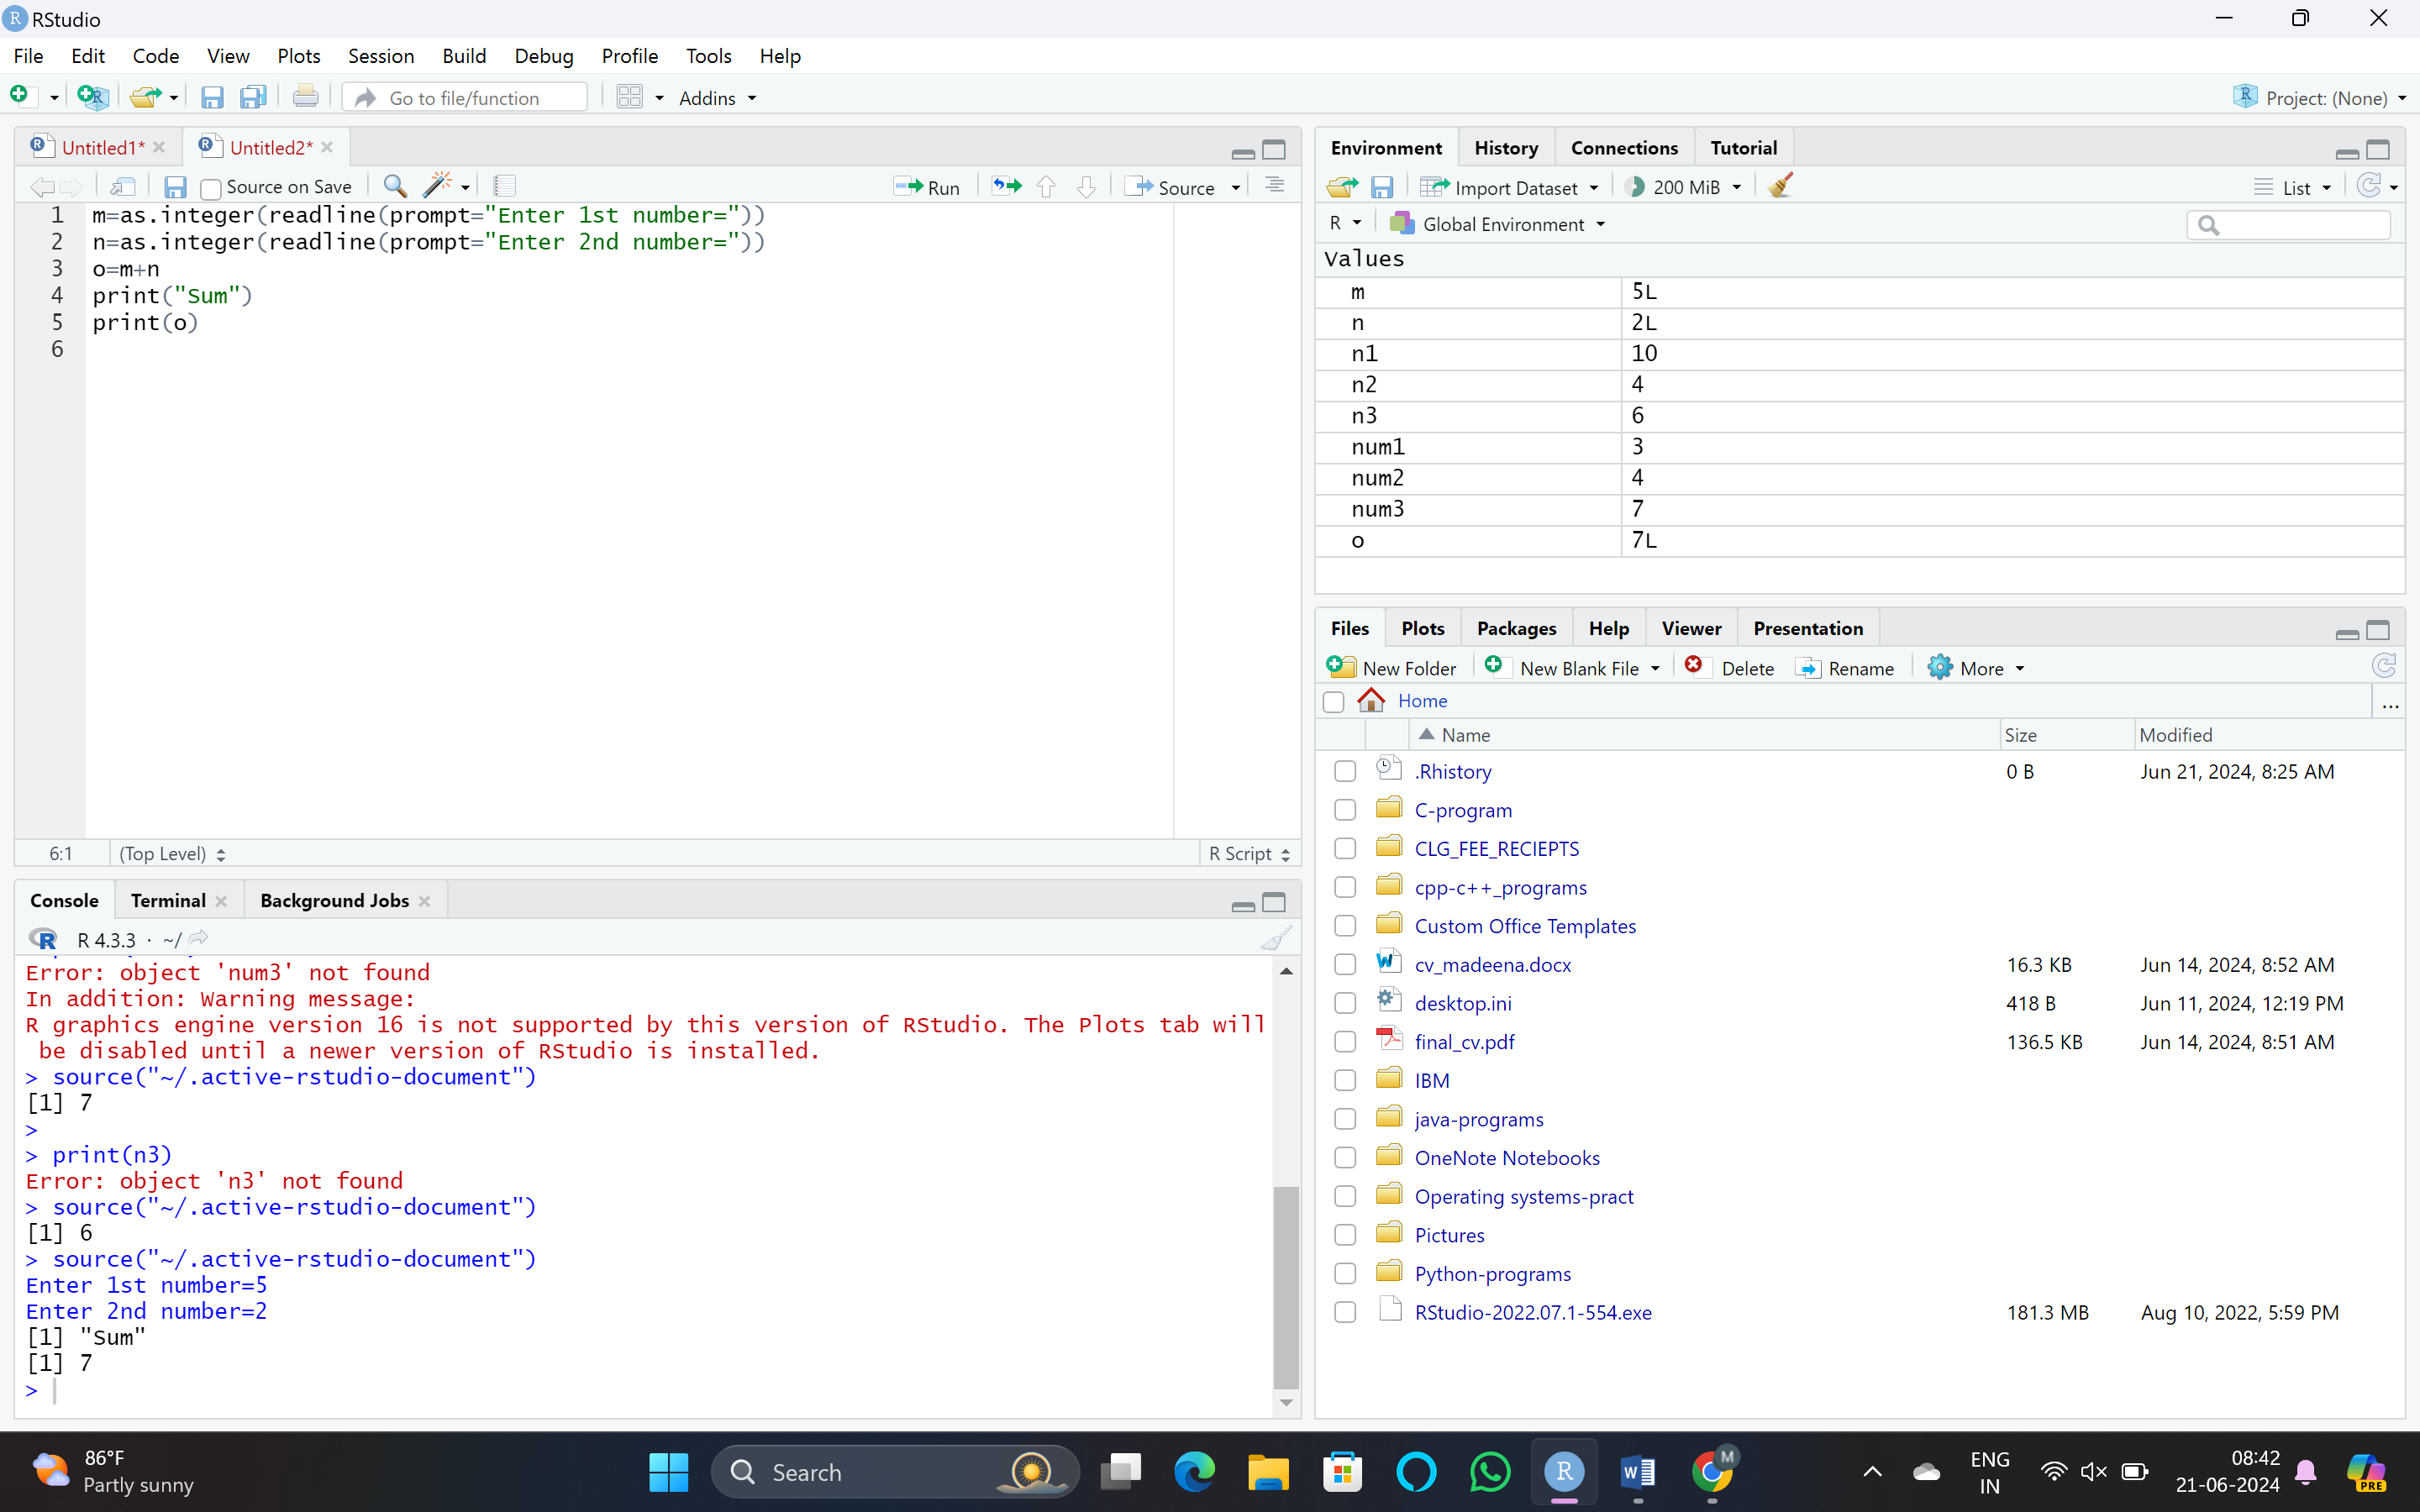 RStudio
File Edit Code View Plots Session Build Debug Profile Tools Help
Go to file/function Addins Project: (None)
Untitled1* Untitled2*
Source on Save Run Source
1 m=as.integer(readline(prompt="Enter 1st number="))
2 n=as.integer(readline(prompt="Enter 2nd number="))
3 o=m+n
4 print("Sum")
5 print(o)
6
6:1 (Top Level) R Script
Console Terminal Background Jobs
R 4.3.3 · ~/
Error: object 'num3' not found
In addition: Warning message:
R graphics engine version 16 is not supported by this version of RStudio. The Plots tab will
be disabled until a newer version of RStudio is installed.
> source("~/.active-rstudio-document")
[1] 7
>
> print(n3)
Error: object 'n3' not found
> source("~/.active-rstudio-document")
[1] 6
> source("~/.active-rstudio-document")
Enter 1st number=5
Enter 2nd number=2
[1] "Sum"
[1] 7
>
Environment History Connections Tutorial
Import Dataset 200 MiB List
R Global Environment
Values
m 5L
n 2L
n1 10
n2 4
n3 6
num1 3
num2 4
num3 7
o 7L
Files Plots Packages Help Viewer Presentation
New Folder New Blank File Delete Rename More
Home ...
Name Size Modified
.Rhistory 0 B Jun 21, 2024, 8:25 AM
C-program
CLG_FEE_RECIEPTS
cpp-c++_programs
Custom Office Templates
cv_madeena.docx 16.3 KB Jun 14, 2024, 8:52 AM
desktop.ini 418 B Jun 11, 2024, 12:19 PM
final_cv.pdf 136.5 KB Jun 14, 2024, 8:51 AM
IBM
java-programs
OneNote Notebooks
Operating systems-pract
Pictures
Python-programs
RStudio-2022.07.1-554.exe 181.3 MB Aug 10, 2022, 5:59 PM
86°F
Partly sunny
Search
M
ENG
IN
08:42
21-06-2024
PRE